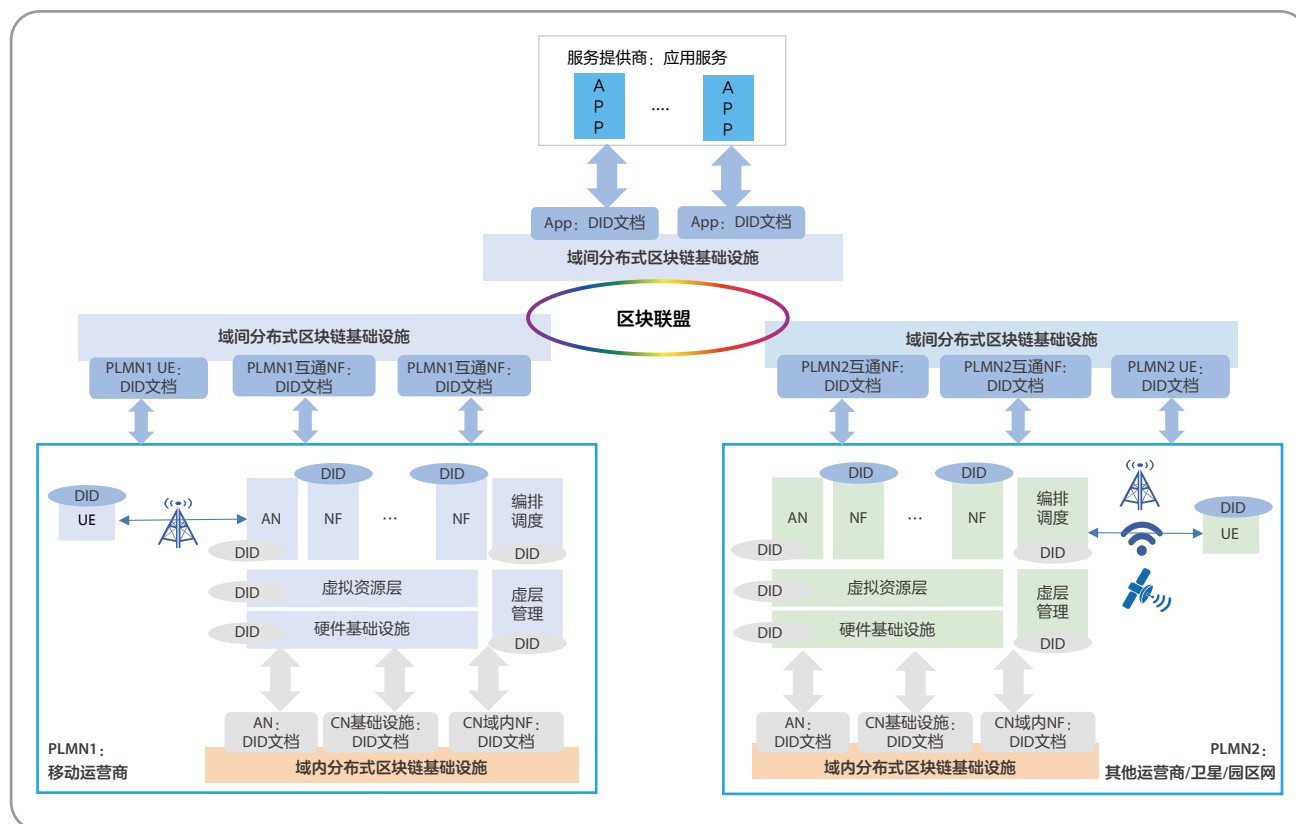 服务提供商：应用服务
A
P
P
....
A
P
P
App：DID文档
App：DID文档
域间分布式区块链基础设施
区块联盟
域间分布式区块链基础设施
PLMN1 UE：
DID文档
PLMN1互通NF：
DID文档
PLMN1互通NF：
DID文档
域间分布式区块链基础设施
PLMN2互通NF：
DID文档
PLMN2互通NF：
DID文档
PLMN2 UE：
DID文档
DID
UE
AN
DID
DID
NF
...
DID
NF
编排
调度
DID
DID
虚拟资源层
DID
硬件基础设施
虚层
管理
DID
AN：
DID文档
CN基础设施：
DID文档
CN域内NF：
DID文档
域内分布式区块链基础设施
PLMN1：
移动运营商
AN
DID
DID
NF
...
DID
NF
编排
调度
DID
DID
UE
DID
虚拟资源层
DID
硬件基础设施
虚层
管理
DID
AN：
DID文档
CN基础设施：
DID文档
CN域内NF：
DID文档
域内分布式区块链基础设施
PLMN2：
其他运营商/卫星/园区网